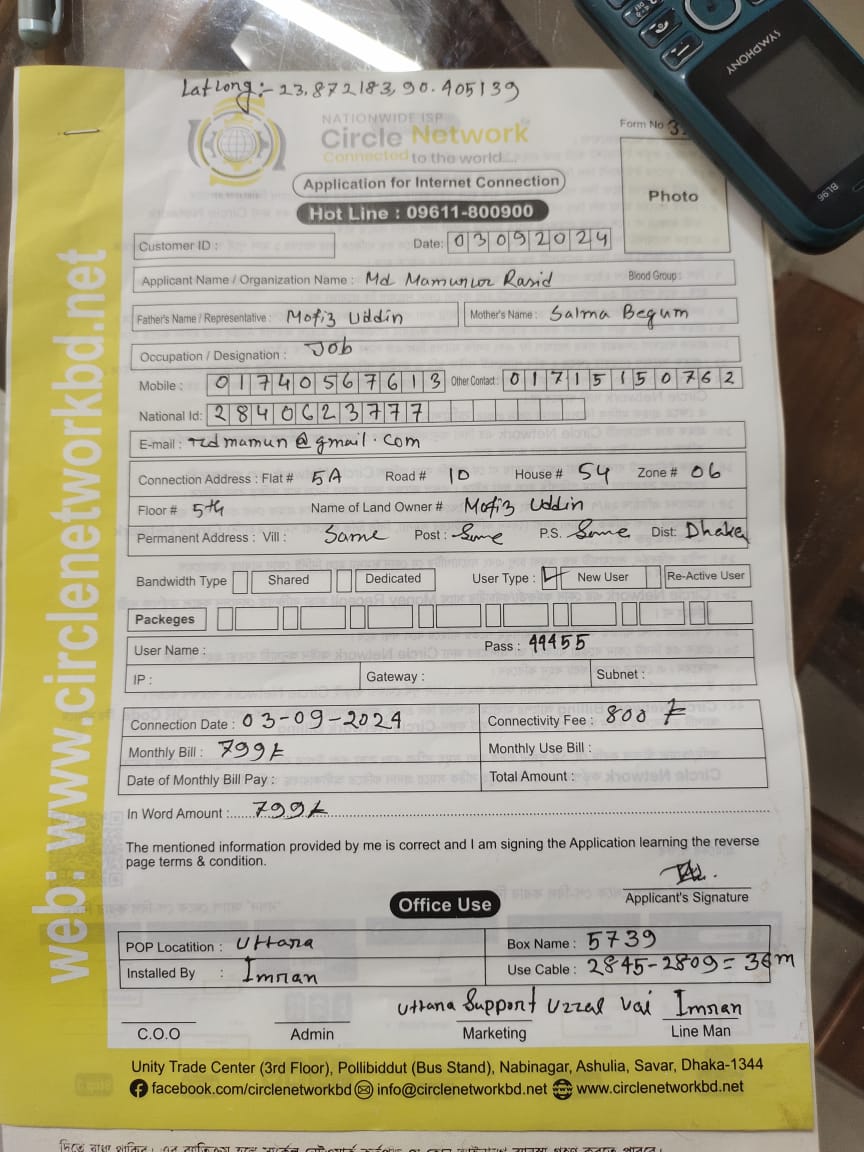 Lat Long:- 23.872183, 90.405139
NATIONWIDE ISP
Circle Network
Connected to the world...
Form No 3
Application for Internet Connection
Photo
Hot Line : 09611-800900
Customer ID :
Date: 03092024
Applicant Name / Organization Name : Md Mamunur Rasid Blood Group :
Father's Name / Representative : Mofiz Uddin Mother's Name : Salma Begum
Occupation / Designation : Job
Mobile : 01740567613 Other Contact : 01715150762
National Id: 2840623777
E-mail : redmamun@gmail.com
Connection Address : Flat # 5A Road # 10 House # 54 Zone # 06
Floor # 5th Name of Land Owner # Mofiz Uddin
Permanent Address : Vill : Same Post : Same P.S. Same Dist: Dhaka
Bandwidth Type Shared Dedicated User Type : New User Re-Active User
Packeges
User Name : Pass : 44455
IP : Gateway : Subnet :
Connection Date : 03-09-2024 Connectivity Fee : 800
Monthly Bill : 799 Monthly Use Bill :
Date of Monthly Bill Pay : Total Amount :
In Word Amount : 799
The mentioned information provided by me is correct and I am signing the Application learning the reverse
page terms & condition.
Applicant's Signature
Office Use
POP Locatition : Uttara Box Name : 5739
Installed By : Imran Use Cable : 2845-2809= 36m
Uttara Support Uzzal Vai Imran
C.O.O Admin Marketing Line Man
Unity Trade Center (3rd Floor), Pollibiddut (Bus Stand), Nabinagar, Ashulia, Savar, Dhaka-1344
facebook.com/circlenetworkbd info@circlenetworkbd.net www.circlenetworkbd.net
web: www.circlenetworkbd.net
SYMPHONY
BL96